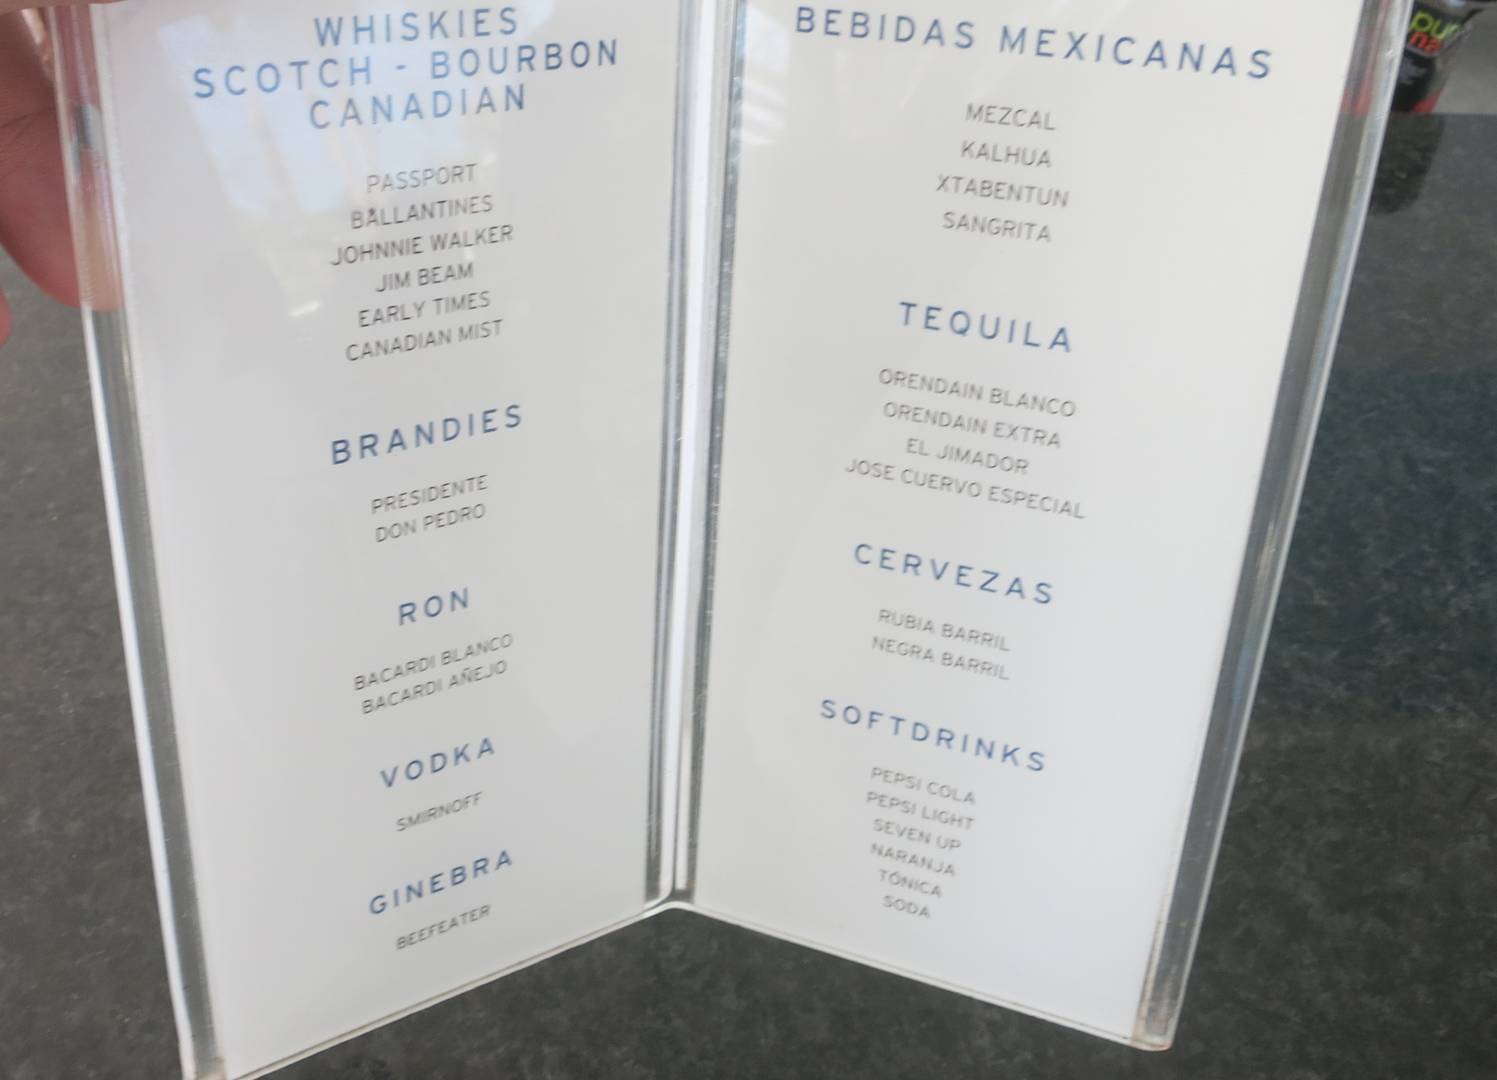 WHISKIES
SCOTCH - BOURBON
CANADIAN
PASSPORT
BALLANTINES
JOHNNIE WALKER
JIM BEAM
EARLY TIMES
CANADIAN MIST
BRANDIES
PRESIDENTE
DON PEDRO
RON
BACARDI BLANCO
BACARDI AÑEJO
VODKA
SMIRNOFF
GINEBRA
BEEFEATER
BEBIDAS MEXICANAS
MEZCAL
KALHUA
XTABENTUN
SANGRITA
TEQUILA
ORENDAIN BLANCO
ORENDAIN EXTRA
EL JIMADOR
JOSE CUERVO ESPECIAL
CERVEZAS
RUBIA BARRIL
NEGRA BARRIL
SOFTDRINKS
PEPSI COLA
PEPSI LIGHT
SEVEN UP
NARANJA
TÓNICA
SODA